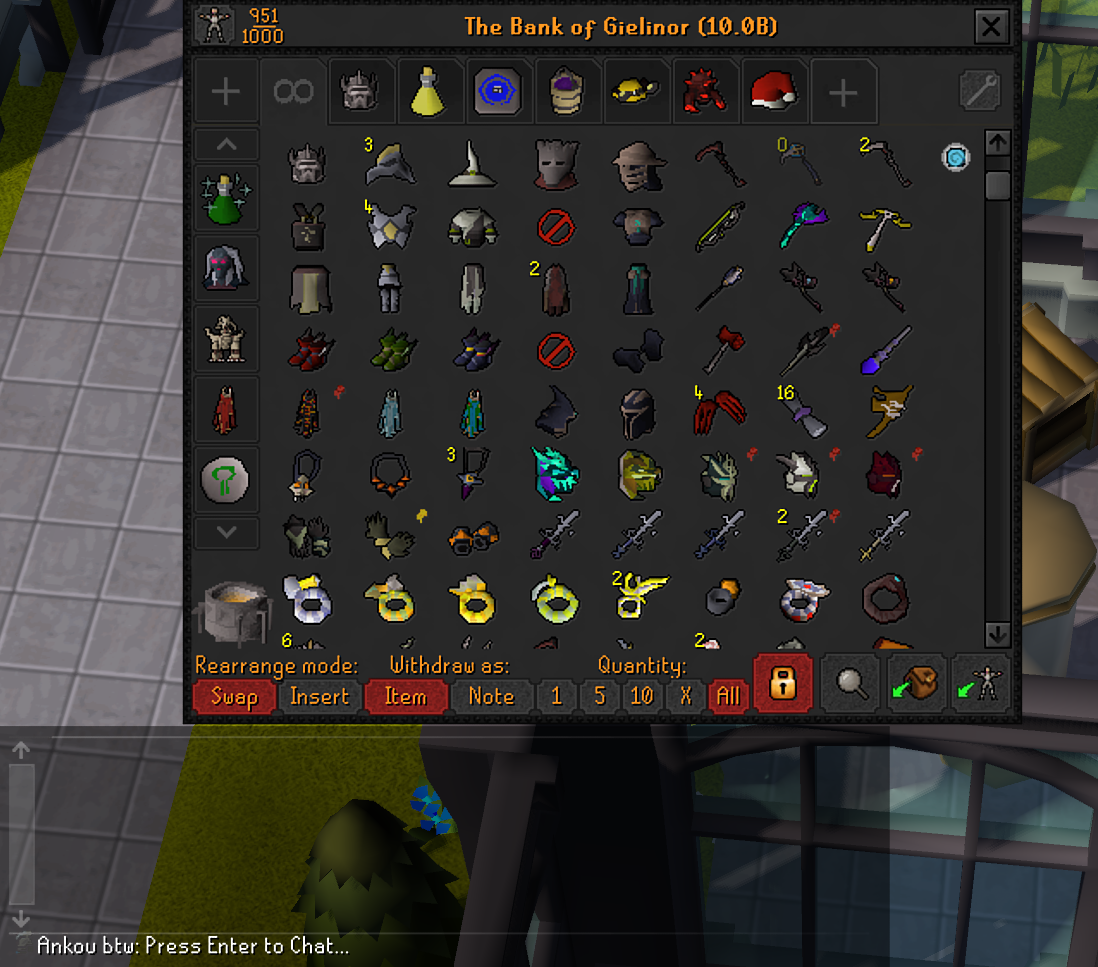 951
1000
The Bank of Gielinor (10.0B)
3
0
2
4
2
4
16
3
2
2
6
2
Rearrange mode:
Withdraw as:
Quantity:
Swap
Insert
Item
Note
1
5
10
X
All
Ankou btw: Press Enter to Chat...